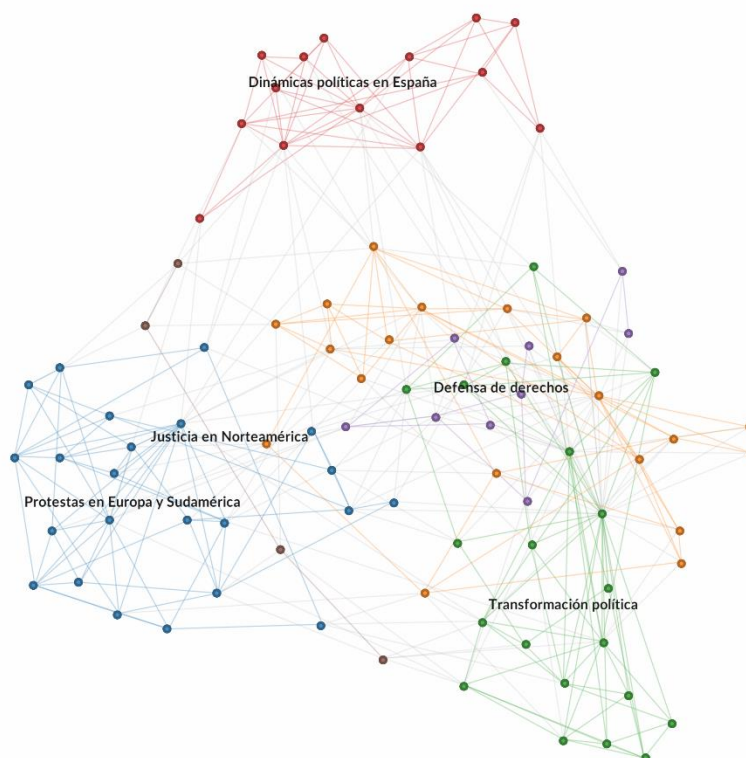 Dinámicas políticas en España
Defensa de derechos
Justicia en Norteamérica
Protestas en Europa y Sudamérica
Transformación política